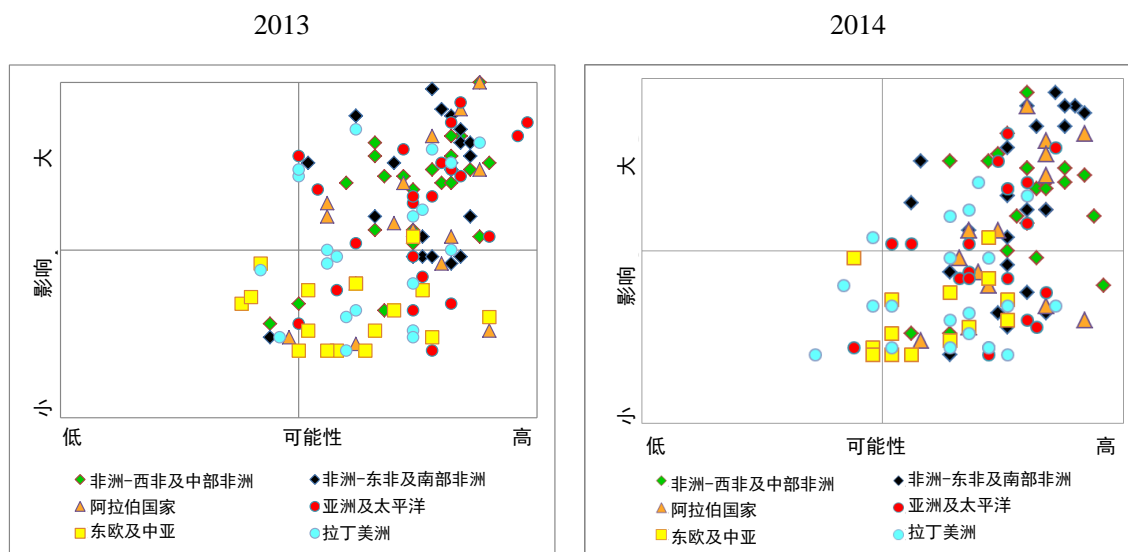 2013
2014
大
影响
小
低 可能性 高
非洲-西非及中部非洲 非洲-东非及南部非洲
阿拉伯国家 亚洲及太平洋
东欧及中亚 拉丁美洲
大
影响
小
低 可能性 高
非洲-西非及中部非洲 非洲-东非及南部非洲
阿拉伯国家 亚洲及太平洋
东欧及中亚 拉丁美洲